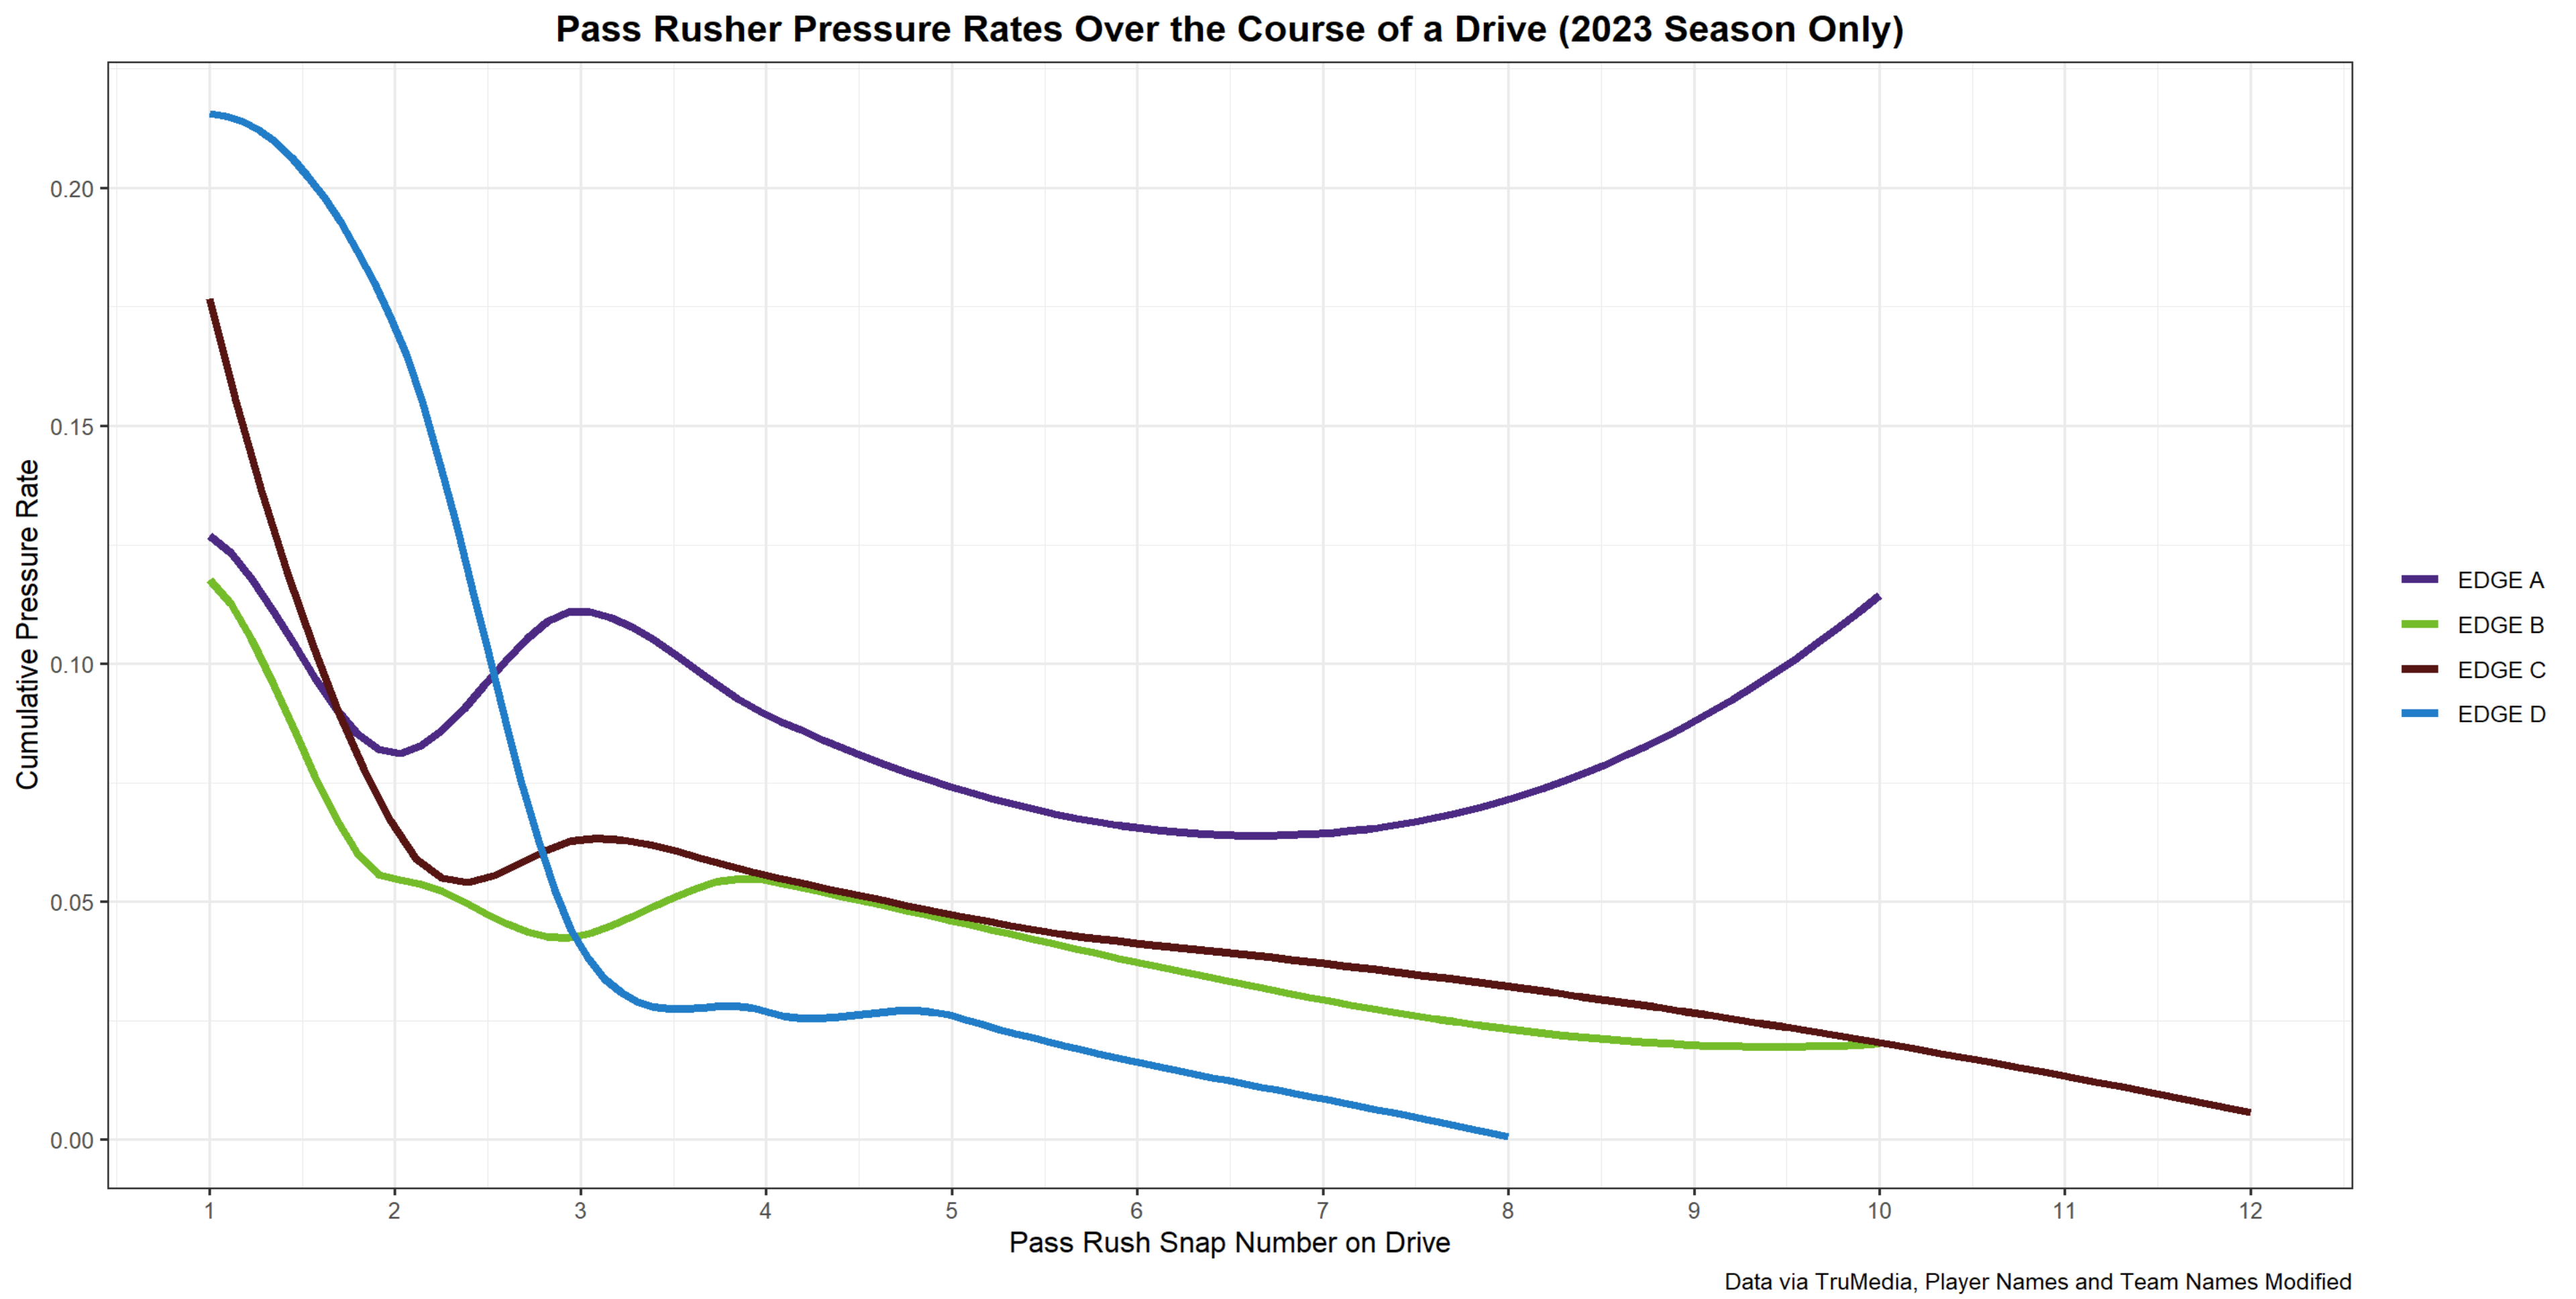 Pass Rusher Pressure Rates Over the Course of a Drive (2023 Season Only)
Cumulative Pressure Rate
0.20
0.15
0.10
0.05
0.00
1 2 3 4 5 6 7 8 9 10 11 12
Pass Rush Snap Number on Drive
EDGE A
EDGE B
EDGE C
EDGE D
Data via TruMedia, Player Names and Team Names Modified